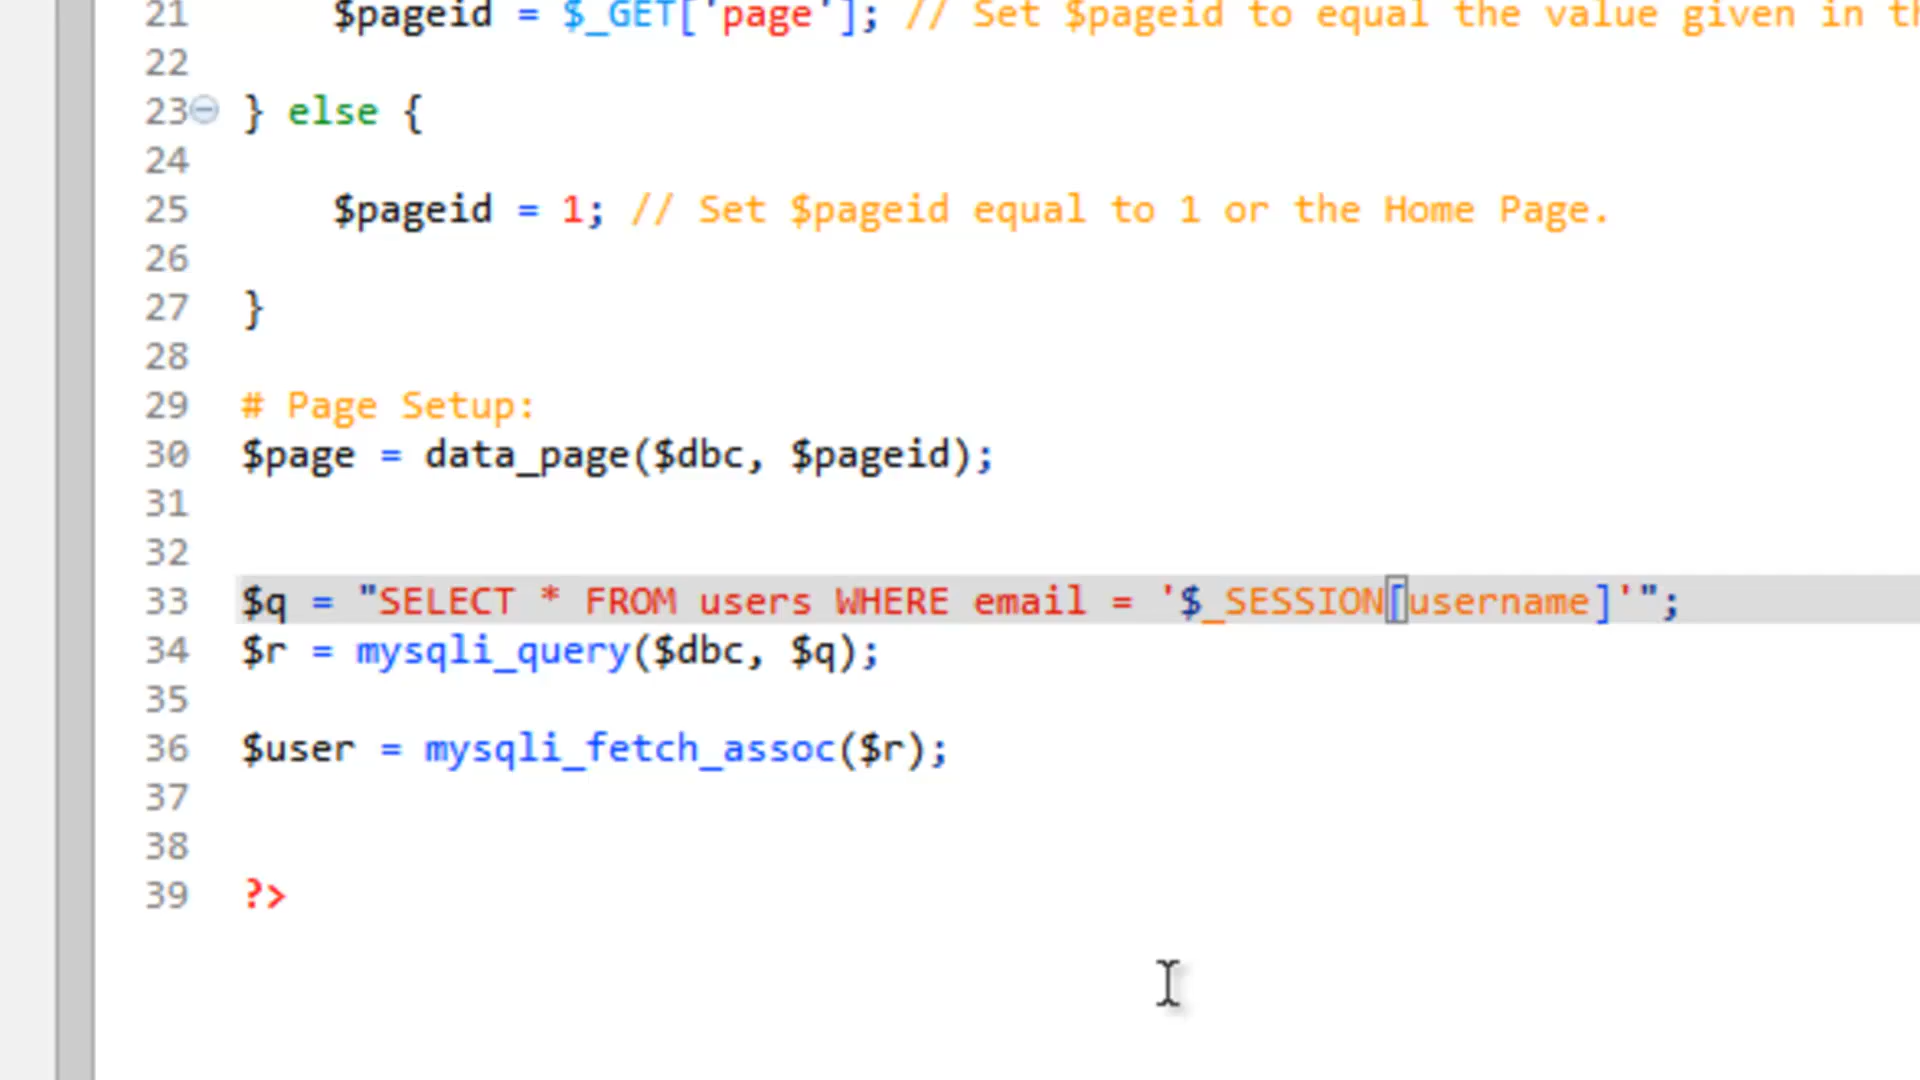 21 $pageid = $_GET['page']; // Set $pageid to equal the value given in
22
23 } else {
24
25 $pageid = 1; // Set $pageid equal to 1 or the Home Page.
26
27 }
28
29 # Page Setup:
30 $page = data_page($dbc, $pageid);
31
32
33 $q = "SELECT * FROM users WHERE email = '$_SESSION[username]'";
34 $r = mysqli_query($dbc, $q);
35
36 $user = mysqli_fetch_assoc($r);
37
38
39 ?>